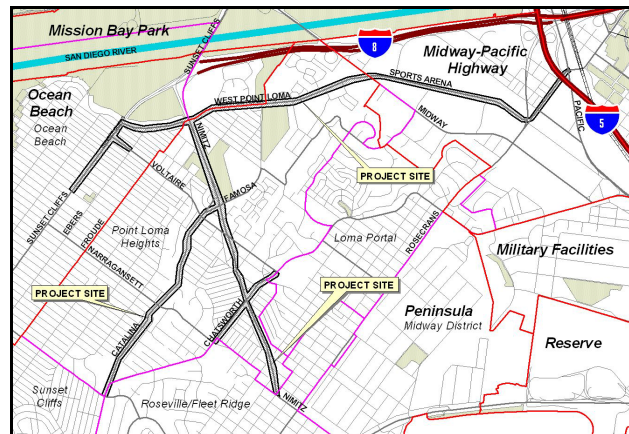 Mission Bay Park
SAN DIEGO RIVER
SUNSET CLIFFS
8
Midway-Pacific
Highway
SPORTS ARENA
WEST POINT LOMA
Ocean
Beach
Ocean
Beach
NIMITZ
MIDWAY
PACIFIC
5
PROJECT SITE
VOLTAIRE
FAMOSA
SUNSET CLIFFS
EBERS
FROUDE
Point Loma
Heights
NARRAGANSETT
Loma Portal
ROSECRANS
Military Facilities
PROJECT SITE
PROJECT SITE
CATALINA
CHATSWORTH
Peninsula
Midway District
Reserve
Sunset
Cliffs
Roseville/Fleet Ridge
NIMITZ